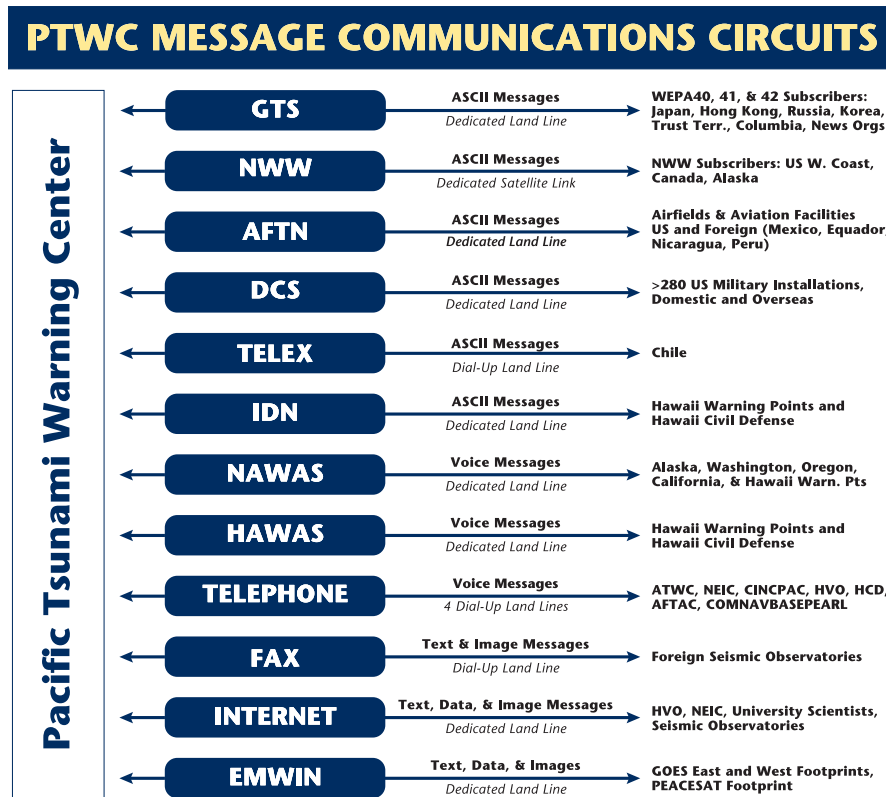 PTWC MESSAGE COMMUNICATIONS CIRCUITS
Pacific Tsunami Warning Center
GTS
ASCII Messages
Dedicated Land Line
WEPA40, 41, & 42 Subscribers:
Japan, Hong Kong, Russia, Korea,
Trust Terr., Columbia, News Orgs
NWW
ASCII Messages
Dedicated Satellite Link
NWW Subscribers: US W. Coast,
Canada, Alaska
AFTN
ASCII Messages
Dedicated Land Line
Airfields & Aviation Facilities
US and Foreign (Mexico, Equador,
Nicaragua, Peru)
DCS
ASCII Messages
Dedicated Land Line
>280 US Military Installations,
Domestic and Overseas
TELEX
ASCII Messages
Dial-Up Land Line
Chile
IDN
ASCII Messages
Dedicated Land Line
Hawaii Warning Points and
Hawaii Civil Defense
NAWAS
Voice Messages
Dedicated Land Line
Alaska, Washington, Oregon,
California, & Hawaii Warn. Pts
HAWAS
Voice Messages
Dedicated Land Line
Hawaii Warning Points and
Hawaii Civil Defense
TELEPHONE
Voice Messages
4 Dial-Up Land Lines
ATWC, NEIC, CINCPAC, HVO, HCD,
AFTAC, COMNAVBASEPEARL
FAX
Text & Image Messages
Dial-Up Land Line
Foreign Seismic Observatories
INTERNET
Text, Data, & Image Messages
Dedicated Land Line
HVO, NEIC, University Scientists,
Seismic Observatories
EMWIN
Text, Data, & Images
Dedicated Land Line
GOES East and West Footprints,
PEACESAT Footprint